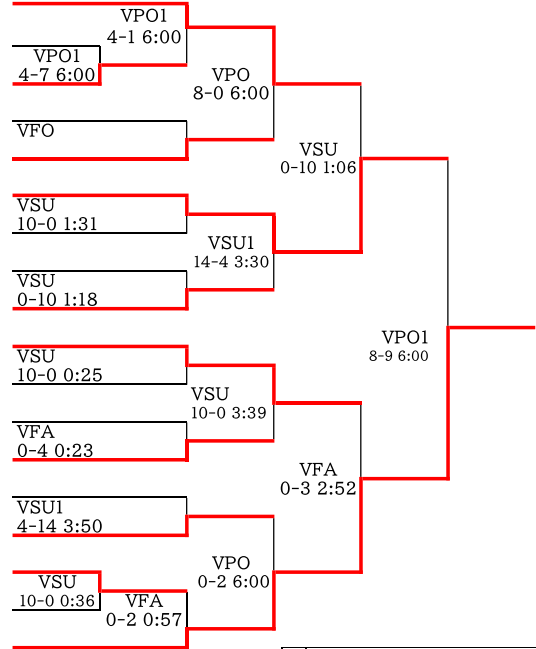 VPO1
4-1 6:00
VPO1
4-7 6:00
VPO
8-0 6:00
VFO
VSU
0-10 1:06
VSU
10-0 1:31
VSU1
14-4 3:30
VSU
0-10 1:18
VPO1
8-9 6:00
VSU
10-0 0:25
VSU
10-0 3:39
VFA
0-4 0:23
VFA
0-3 2:52
VSU1
4-14 3:50
VPO
0-2 6:00
VSU
10-0 0:36
VFA
0-2 0:57